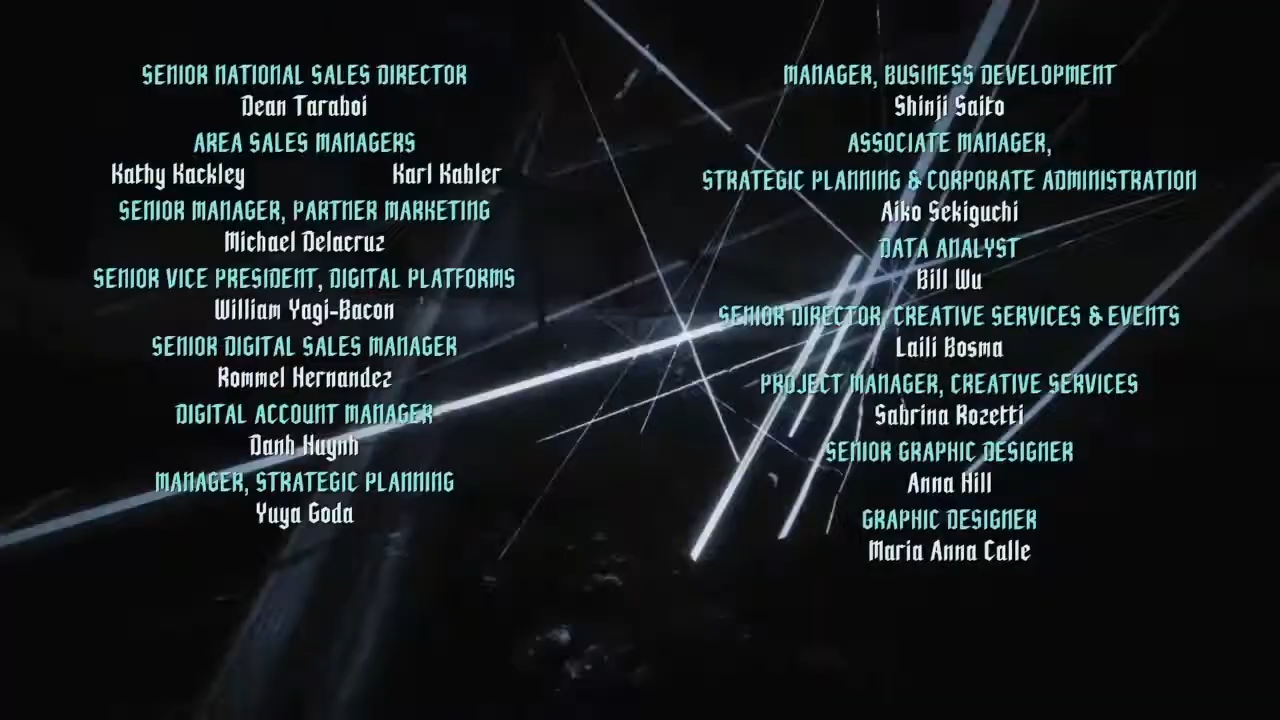 SENIOR NATIONAL SALES DIRECTOR
Dean Taraboi
AREA SALES MANAGERS
Kathy Kackley Karl Kahler
SENIOR MANAGER, PARTNER MARKETING
Michael Delacruz
SENIOR VICE PRESIDENT, DIGITAL PLATFORMS
William Yagi-Bacon
SENIOR DIGITAL SALES MANAGER
Rommel Hernandez
DIGITAL ACCOUNT MANAGER
Danh Huynh
MANAGER, STRATEGIC PLANNING
Yuya Goda
MANAGER, BUSINESS DEVELOPMENT
Shinji Saito
ASSOCIATE MANAGER,
STRATEGIC PLANNING & CORPORATE ADMINISTRATION
Aiko Sekiguchi
DATA ANALYST
Bill Wu
SENIOR DIRECTOR, CREATIVE SERVICES & EVENTS
Laili Bosma
PROJECT MANAGER, CREATIVE SERVICES
Sabrina Rozetti
SENIOR GRAPHIC DESIGNER
Anna Hill
GRAPHIC DESIGNER
Maria Anna Calle